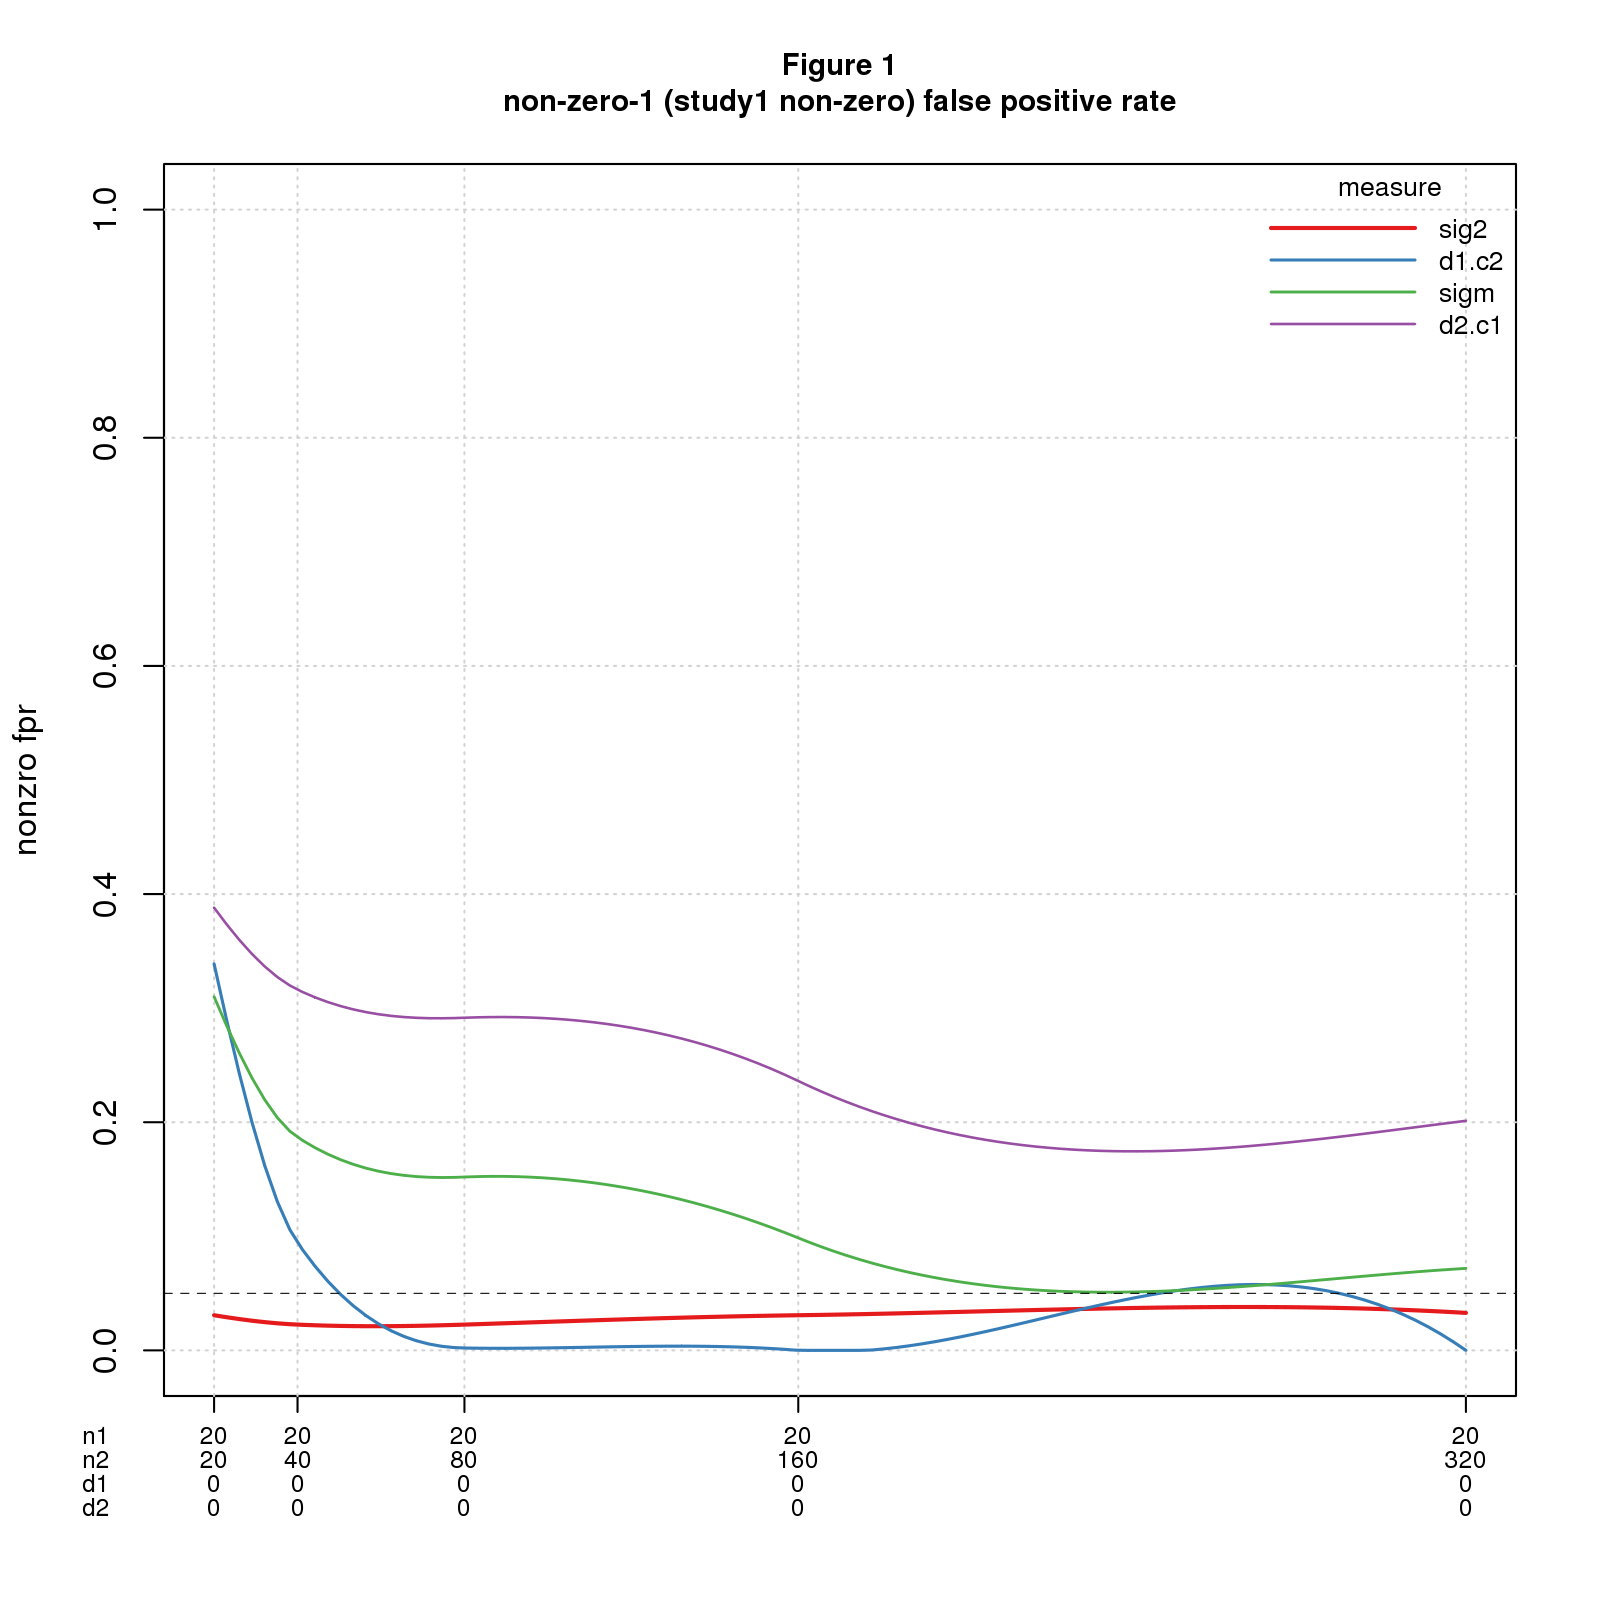 Figure 1
non-zero-1 (study1 non-zero) false positive rate
measure
sig2
d1.c2
sigm
d2.c1
nonzro fpr
1.0
0.8
0.6
0.4
0.2
0.0
n1 20 20 20 20 20
n2 20 40 80 160 320
d1 0 0 0 0 0
d2 0 0 0 0 0